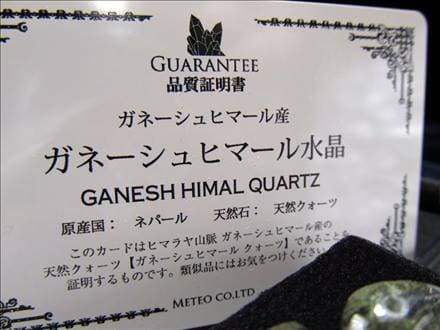 GUARANTEE
品質証明書
ガネーシュヒマール産
ガネーシュヒマール水晶
GANESH HIMAL QUARTZ
原産国： ネパール 天然石： 天然クォーツ
このカードはヒマラヤ山脈 ガネーシュヒマール産の
天然クォーツ【ガネーシュヒマール クォーツ】であることを
証明するものです。類似品にはお気をつけください
METEO CO.LTD